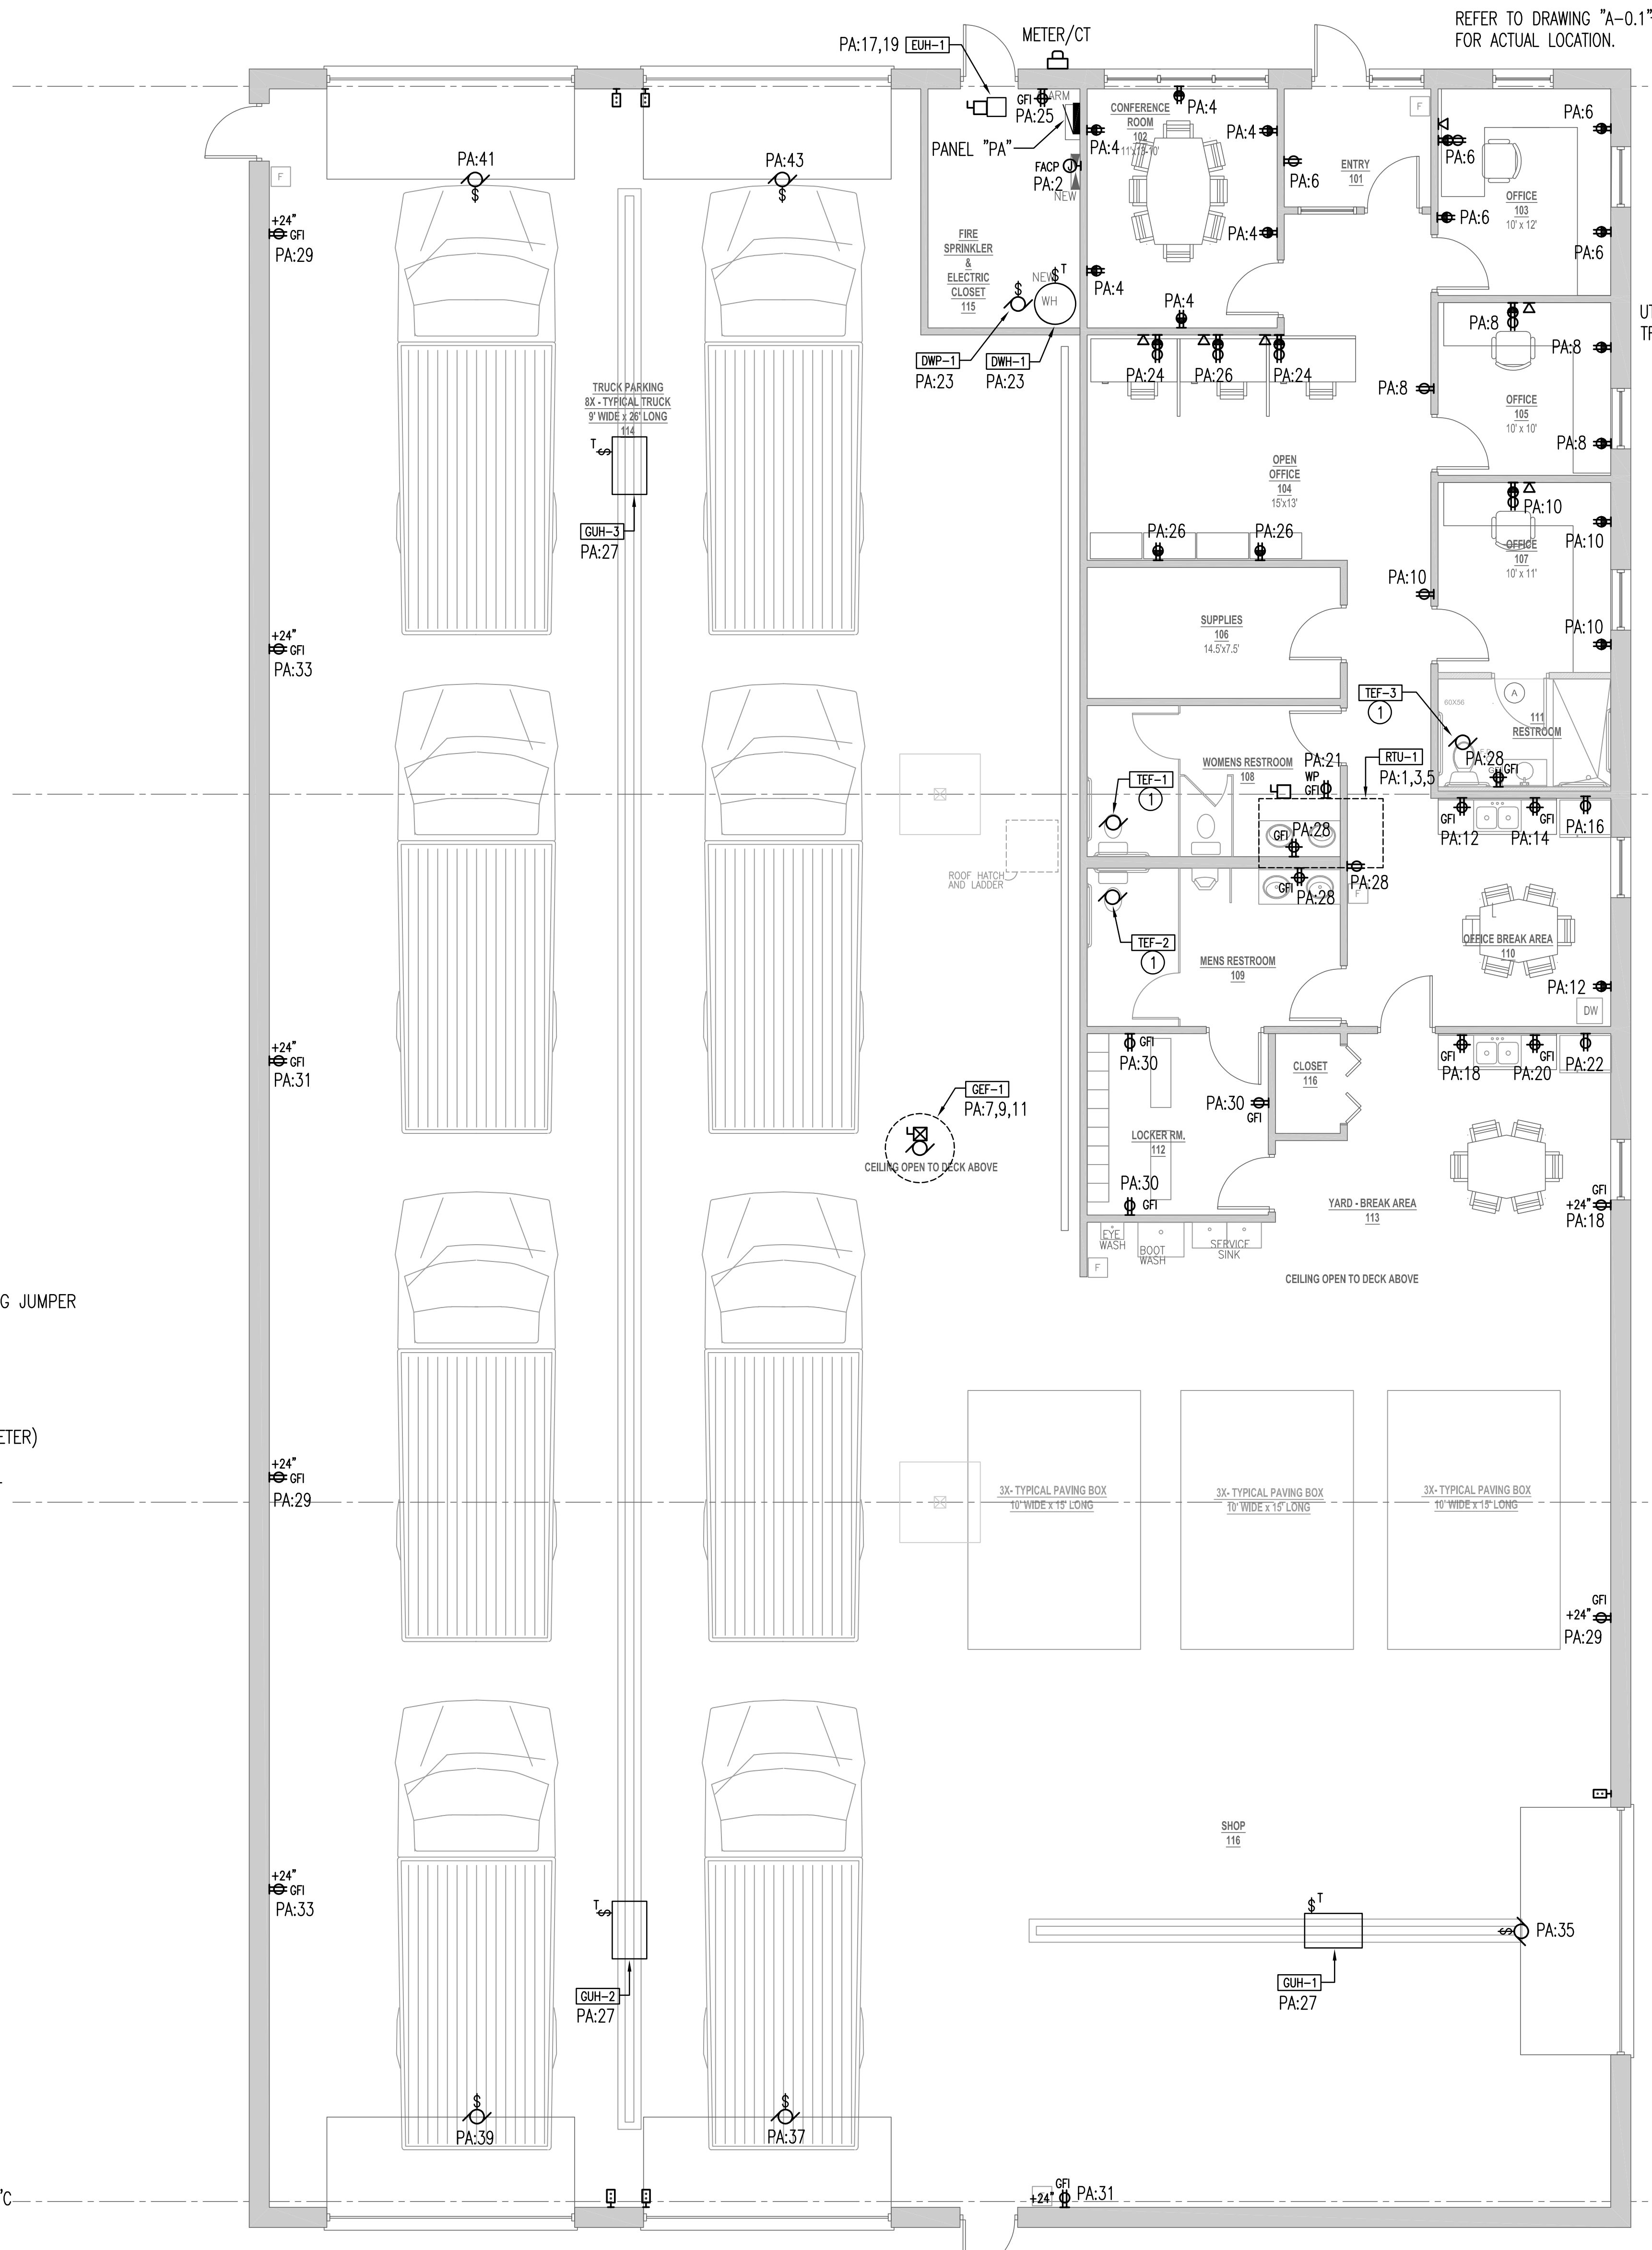 REFER TO DRAWING "A-0.1"
FOR ACTUAL LOCATION.
METER/CT
PA:17,19 EUH-1
GFI
PA:25
PANEL "PA"
FACP
PA:2
NEW
CONFERENCE
ROOM
102
PA:4
PA:4
PA:4
PA:4
PA:4
PA:4
F
ENTRY
101
PA:6
PA:6
PA:6
PA:6
PA:6
OFFICE
103
10' x 12'
F
PA:41
PA:43
+24"
GFI
PA:29
FIRE
SPRINKLER
&
ELECTRIC
CLOSET
115
$
NEW
$ T
WH
DWP-1
PA:23
DWH-1
PA:23
PA:24
PA:26
PA:24
PA:8
PA:8
PA:8
PA:8
OFFICE
105
10' x 10'
UT
TR
TRUCK PARKING
8X - TYPICAL TRUCK
9' WIDE x 26' LONG
114
T
$
GUH-3
PA:27
OPEN
OFFICE
104
15'x13'
PA:26
PA:26
PA:10
PA:10
OFFICE
107
10' x 11'
PA:10
PA:10
SUPPLIES
106
14.5'x7.5'
+24"
GFI
PA:33
TEF-3
1
60X56
A
111
RESTROOM
PA:28
GFI
WOMENS RESTROOM
108
PA:21
WP
GFI
RTU-1
PA:1,3,5
TEF-1
1
GFI
PA:28
GFI
PA:28
PA:28
F
GFI
PA:12
GFI
PA:14
PA:16
ROOF HATCH
AND LADDER
TEF-2
1
MENS RESTROOM
109
OFFICE BREAK AREA
110
PA:12
DW
+24"
GFI
PA:31
GFI
PA:30
PA:30
GFI
CLOSET
116
GFI
PA:18
GFI
PA:20
PA:22
GEF-1
PA:7,9,11
CEILING OPEN TO DECK ABOVE
LOCKER RM.
112
PA:30
GFI
YARD - BREAK AREA
113
GFI
+24"
PA:18
EYE
WASH
BOOT
WASH
SERVICE
SINK
F
CEILING OPEN TO DECK ABOVE
G JUMPER
ETER)
+24"
GFI
PA:29
3X- TYPICAL PAVING BOX
10' WIDE x 15' LONG
3X- TYPICAL PAVING BOX
10' WIDE x 15' LONG
3X- TYPICAL PAVING BOX
10' WIDE x 15' LONG
GFI
+24"
PA:29
SHOP
116
+24"
GFI
PA:33
T
$
GUH-2
PA:27
$ T
GUH-1
PA:27
$
PA:35
$
PA:39
$
PA:37
"C
GFI
+24"
PA:31